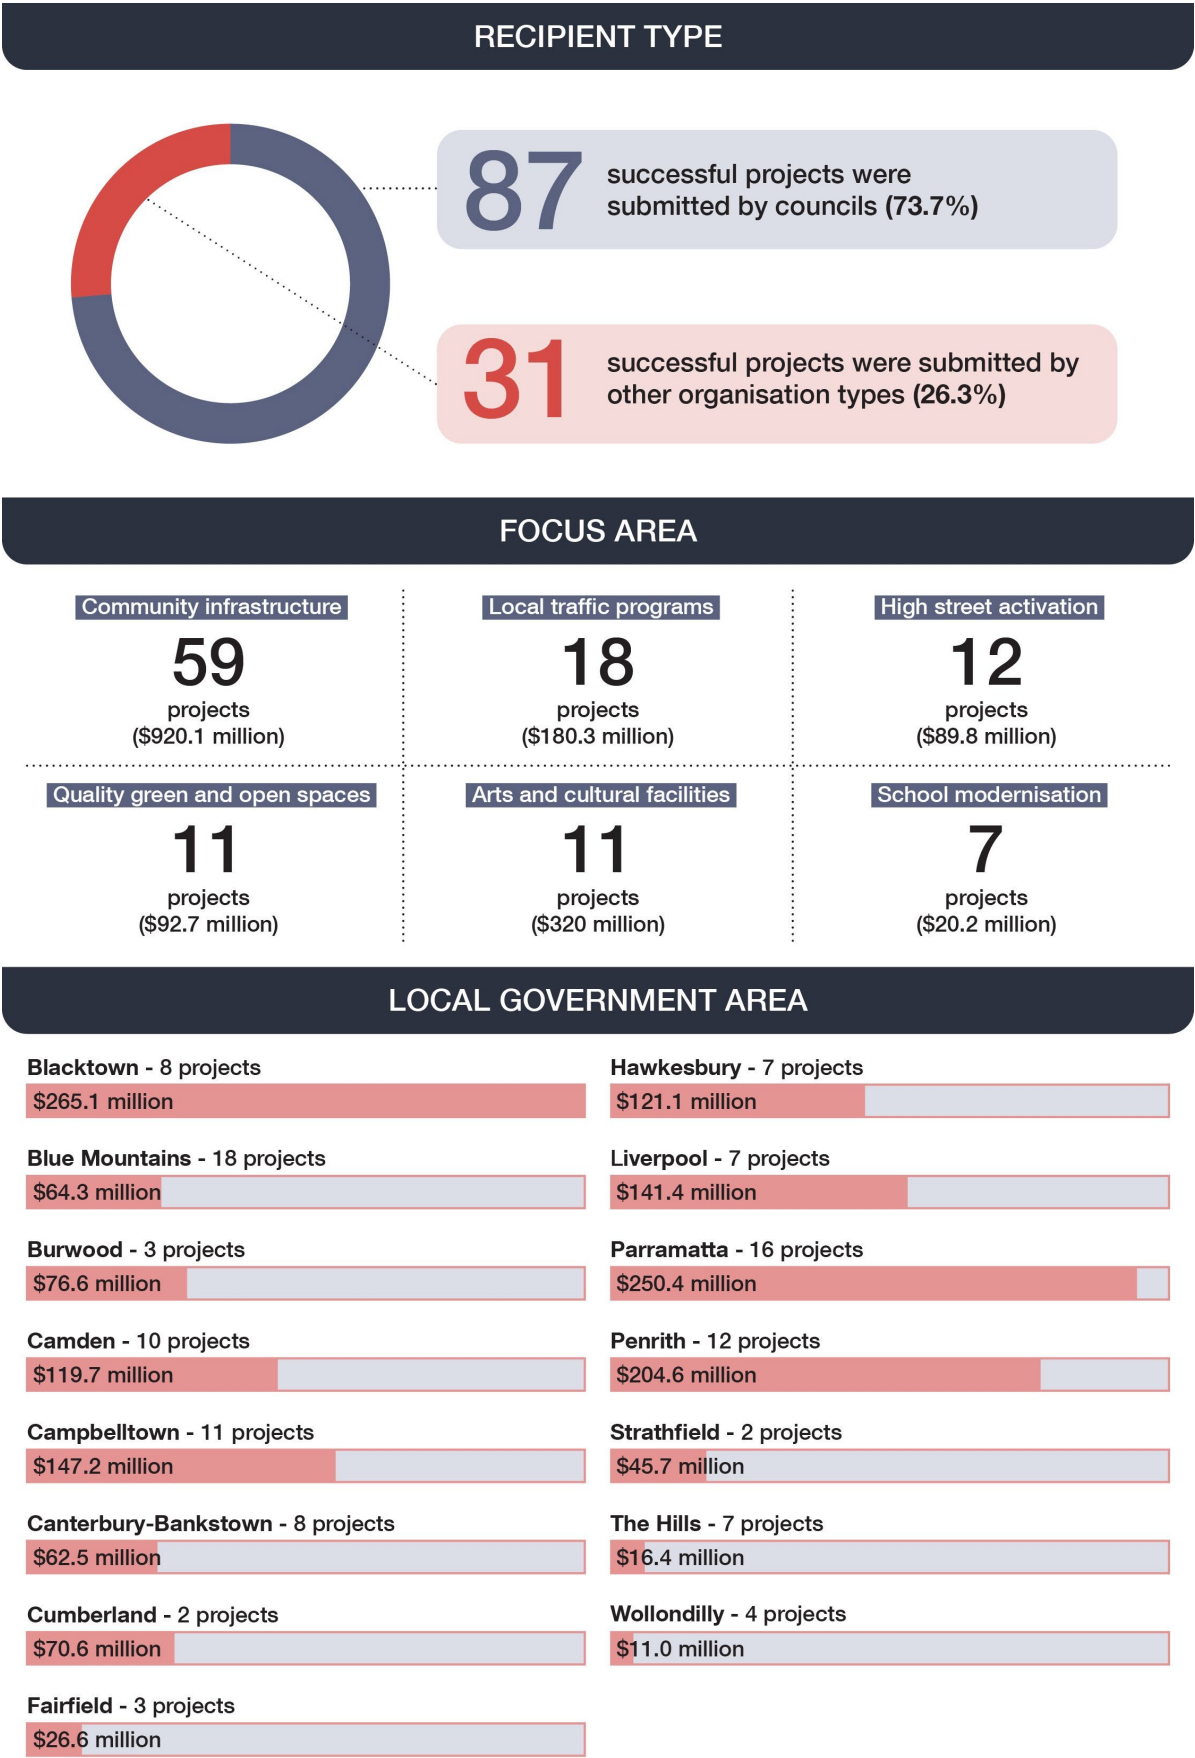 RECIPIENT TYPE
87
successful projects were
submitted by councils (73.7%)
31
successful projects were submitted by
other organisation types (26.3%)
FOCUS AREA
Community infrastructure
59
projects
($920.1 million)
Local traffic programs
18
projects
($180.3 million)
High street activation
12
projects
($89.8 million)
Quality green and open spaces
11
projects
($92.7 million)
Arts and cultural facilities
11
projects
($320 million)
School modernisation
7
projects
($20.2 million)
LOCAL GOVERNMENT AREA
Blacktown - 8 projects
$265.1 million
Blue Mountains - 18 projects
$64.3 million
Burwood - 3 projects
$76.6 million
Camden - 10 projects
$119.7 million
Campbelltown - 11 projects
$147.2 million
Canterbury-Bankstown - 8 projects
$62.5 million
Cumberland - 2 projects
$70.6 million
Fairfield - 3 projects
$26.6 million
Hawkesbury - 7 projects
$121.1 million
Liverpool - 7 projects
$141.4 million
Parramatta - 16 projects
$250.4 million
Penrith - 12 projects
$204.6 million
Strathfield - 2 projects
$45.7 million
The Hills - 7 projects
$16.4 million
Wollondilly - 4 projects
$11.0 million